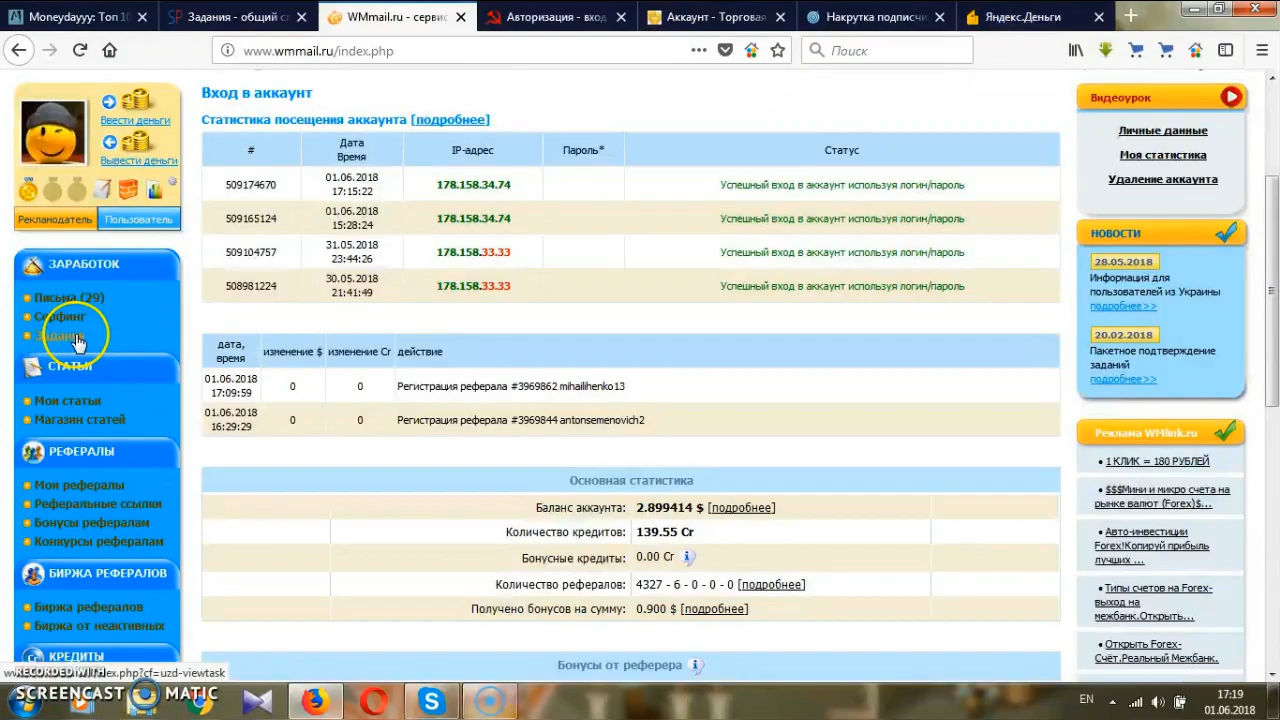 Moneydayyy: Топ 10
Задания - общий с
WMmail.ru - сервис
Авторизация - вход
Аккаунт - Торговая
Накрутка подписчи
Яндекс.Деньги
www.wmmail.ru/index.php
Поиск
Ввести деньги
Вывести деньги
Рекланодатель
Пользователь
ЗАРАБОТОК
Письма (29)
Серфинг
Задания
СТАТЬИ
Мои статьи
Магазин статей
РЕФЕРАЛЫ
Мои рефералы
Реферальные ссылки
Бонусы рефералам
Конкурсы рефералам
БИРЖА РЕФЕРАЛОВ
Биржа рефералов
Биржа от неактивных
КРЕДИТЫ
Вход в аккаунт
Статистика посещения аккаунта [подробнее]
# Дата Время IP-адрес Пароль* Статус
509174670 01.06.2018 17:15:22 178.158.34.74 Успешный вход в аккаунт используя логин/пароль
509165124 01.06.2018 15:28:24 178.158.34.74 Успешный вход в аккаунт используя логин/пароль
509104757 31.05.2018 23:44:26 178.158.33.33 Успешный вход в аккаунт используя логин/пароль
508981224 30.05.2018 21:41:49 178.158.33.33 Успешный вход в аккаунт используя логин/пароль
дата, время изменение $ изменение Cr действие
01.06.2018 17:09:59 0 0 Регистрация реферала #3969862 mihailihenko13
01.06.2018 16:29:29 0 0 Регистрация реферала #3969844 antonsemenovich2
Основная статистика
Баланс аккаунта: 2.899414 $ [подробнее]
Количество кредитов: 139.55 Cr
Бонусные кредиты: 0.00 Cr
Количество рефералов: 4327 - 6 - 0 - 0 - 0 [подробнее]
Получено бонусов на сумму: 0.900 $ [подробнее]
Бонусы от реферера
Видеоурок
Личные данные
Моя статистика
Удаление аккаунта
НОВОСТИ
28.05.2018
Информация для
пользователей из Украины
подробнее>>
20.02.2018
Пакетное подтверждение
заданий
подробнее>>
Реклама WMlink.ru
• 1 КЛИК = 180 РУБЛЕЙ
• $$$Мини и микро счета на
рынке валют (Forex)$...
• Авто-инвестиции
Forex!Копируй прибыль
лучших ...
• Типы счетов на Forex-
выход на
межбанк.Открыть...
• Открыть Forex-
Счёт.Реальный Межбанк.
index.php?cf=uzd-viewtask
RECORDED WITH
SCREENCAST MATIC
EN
17:19
01.06.2018